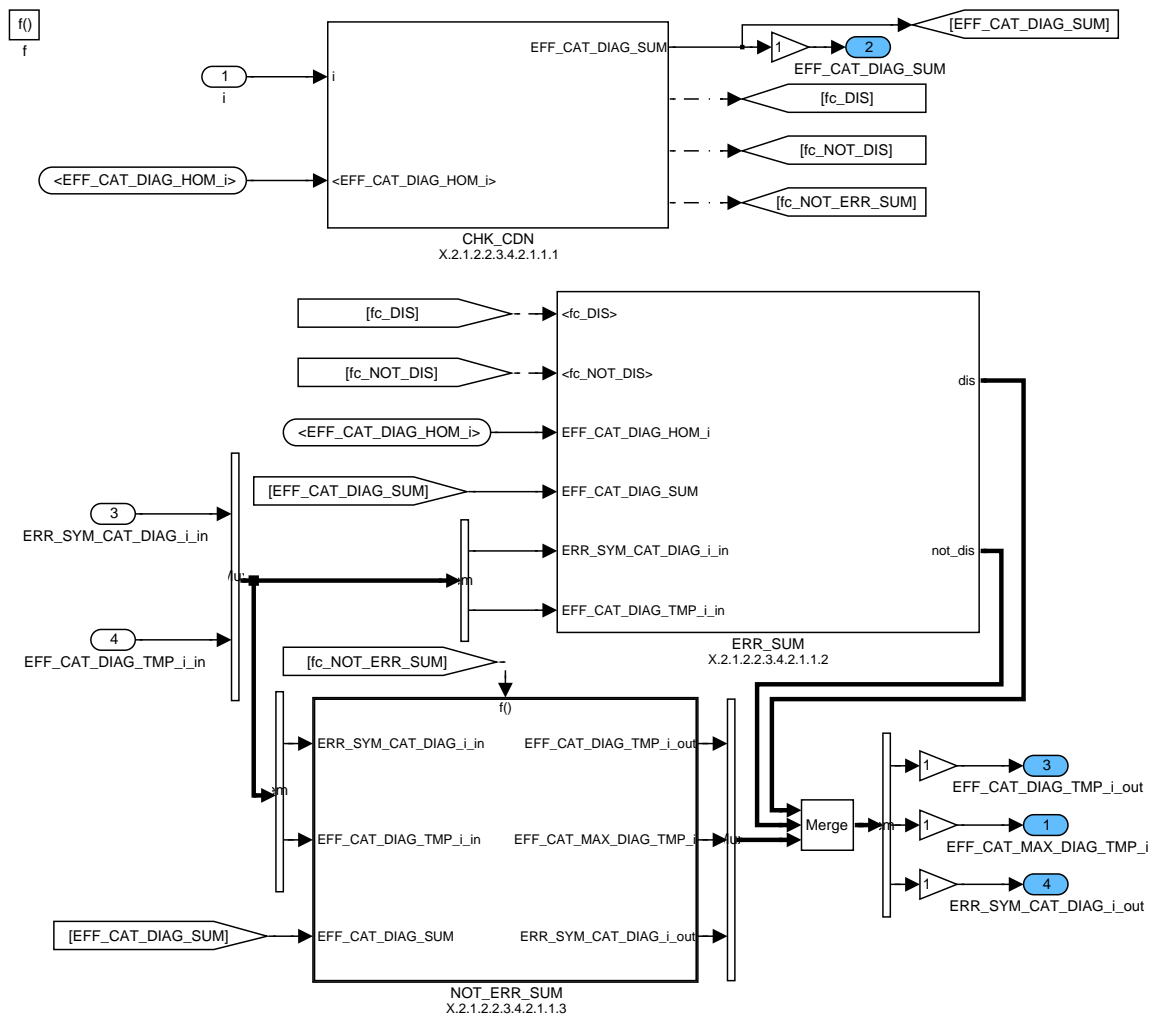 f()
f
1
i
<EFF_CAT_DIAG_HOM_i>
i
<EFF_CAT_DIAG_HOM_i>
EFF_CAT_DIAG_SUM
CHK_CDN
X.2.1.2.2.3.4.2.1.1.1
[EFF_CAT_DIAG_SUM]
1
2
EFF_CAT_DIAG_SUM
[fc_DIS]
[fc_NOT_DIS]
[fc_NOT_ERR_SUM]
[fc_DIS]
[fc_NOT_DIS]
<EFF_CAT_DIAG_HOM_i>
[EFF_CAT_DIAG_SUM]
<fc_DIS>
<fc_NOT_DIS>
EFF_CAT_DIAG_HOM_i
EFF_CAT_DIAG_SUM
ERR_SYM_CAT_DIAG_i_in
EFF_CAT_DIAG_TMP_i_in
dis
not_dis
ERR_SUM
X.2.1.2.2.3.4.2.1.1.2
3
ERR_SYM_CAT_DIAG_i_in
4
EFF_CAT_DIAG_TMP_i_in
[fc_NOT_ERR_SUM]
f()
ERR_SYM_CAT_DIAG_i_in
EFF_CAT_DIAG_TMP_i_in
EFF_CAT_DIAG_SUM
EFF_CAT_DIAG_TMP_i_out
EFF_CAT_MAX_DIAG_TMP_i
ERR_SYM_CAT_DIAG_i_out
[EFF_CAT_DIAG_SUM]
NOT_ERR_SUM
X.2.1.2.2.3.4.2.1.1.3
Merge
1
3
EFF_CAT_DIAG_TMP_i_out
1
1
EFF_CAT_MAX_DIAG_TMP_i
1
4
ERR_SYM_CAT_DIAG_i_out